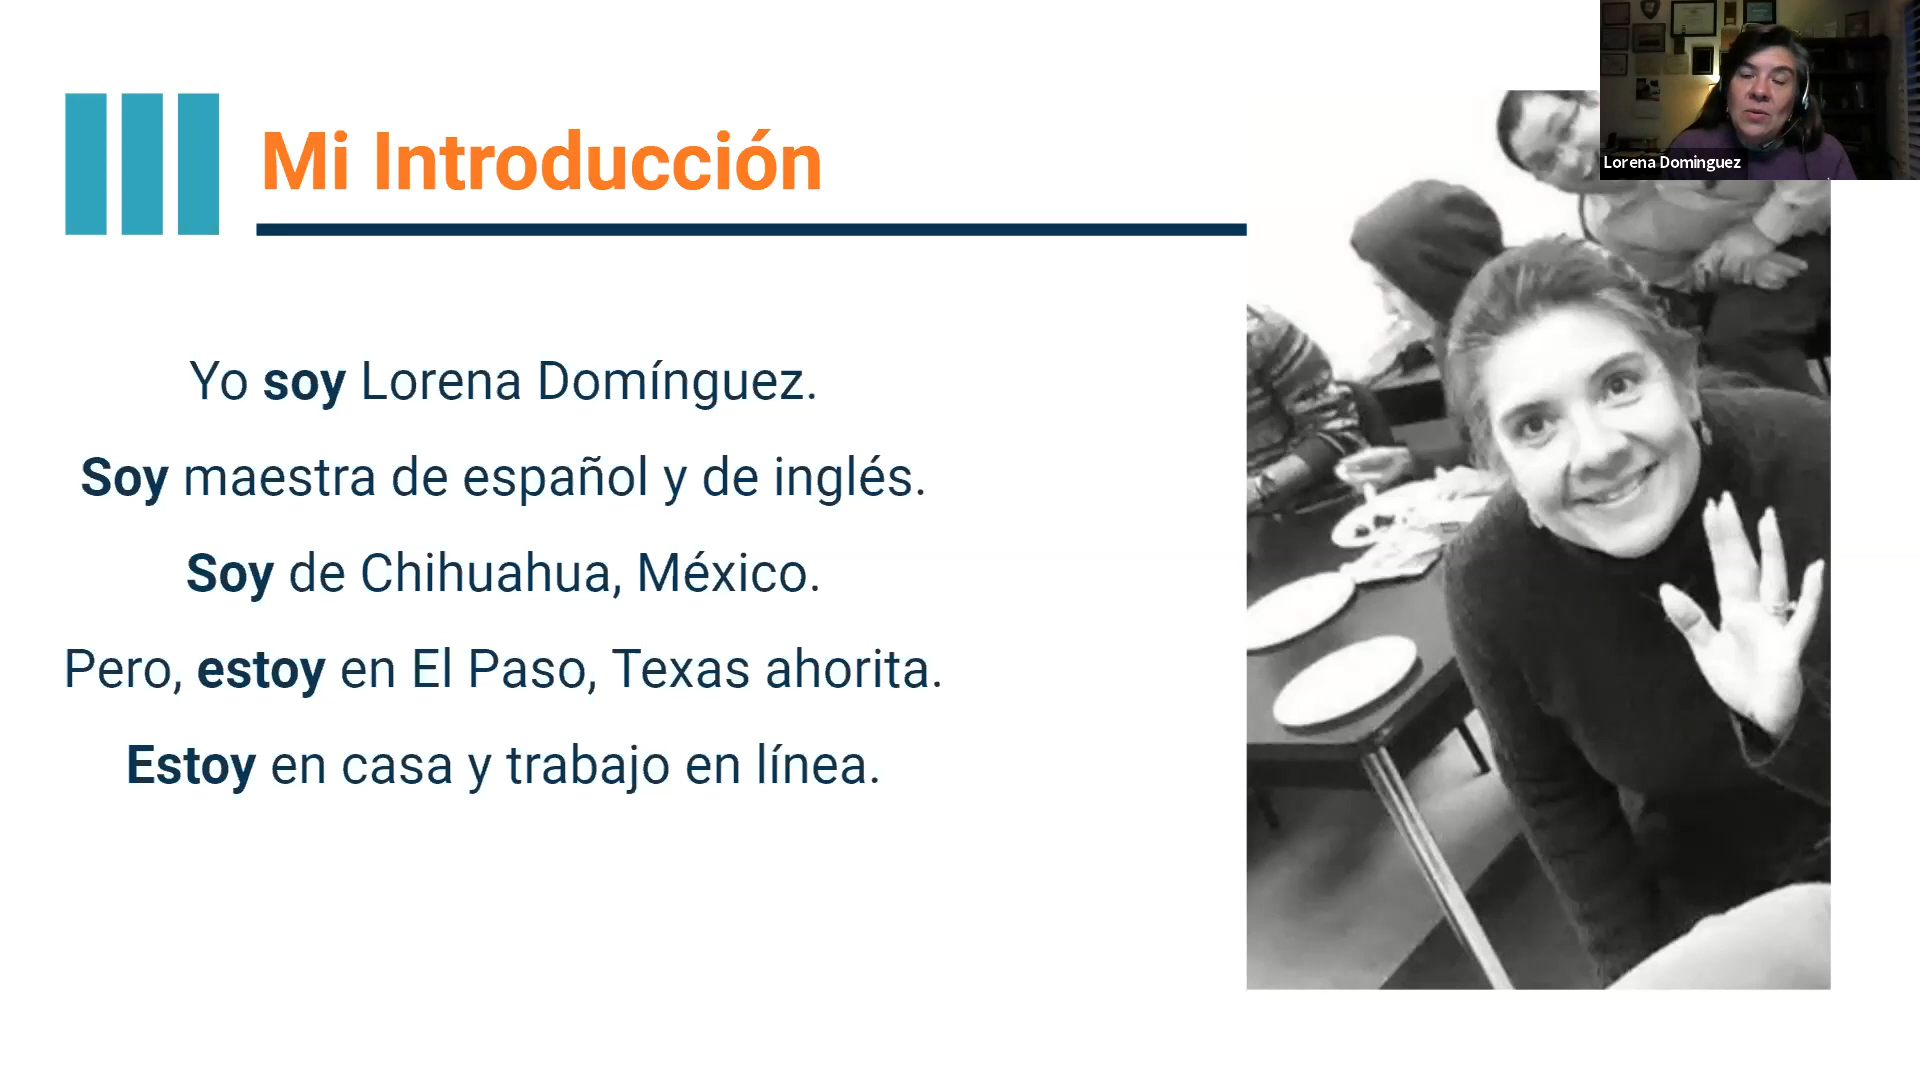 Mi Introducción
Lorena Dominguez
Yo soy Lorena Domínguez.
Soy maestra de español y de inglés.
Soy de Chihuahua, México.
Pero, estoy en El Paso, Texas ahorita.
Estoy en casa y trabajo en línea.